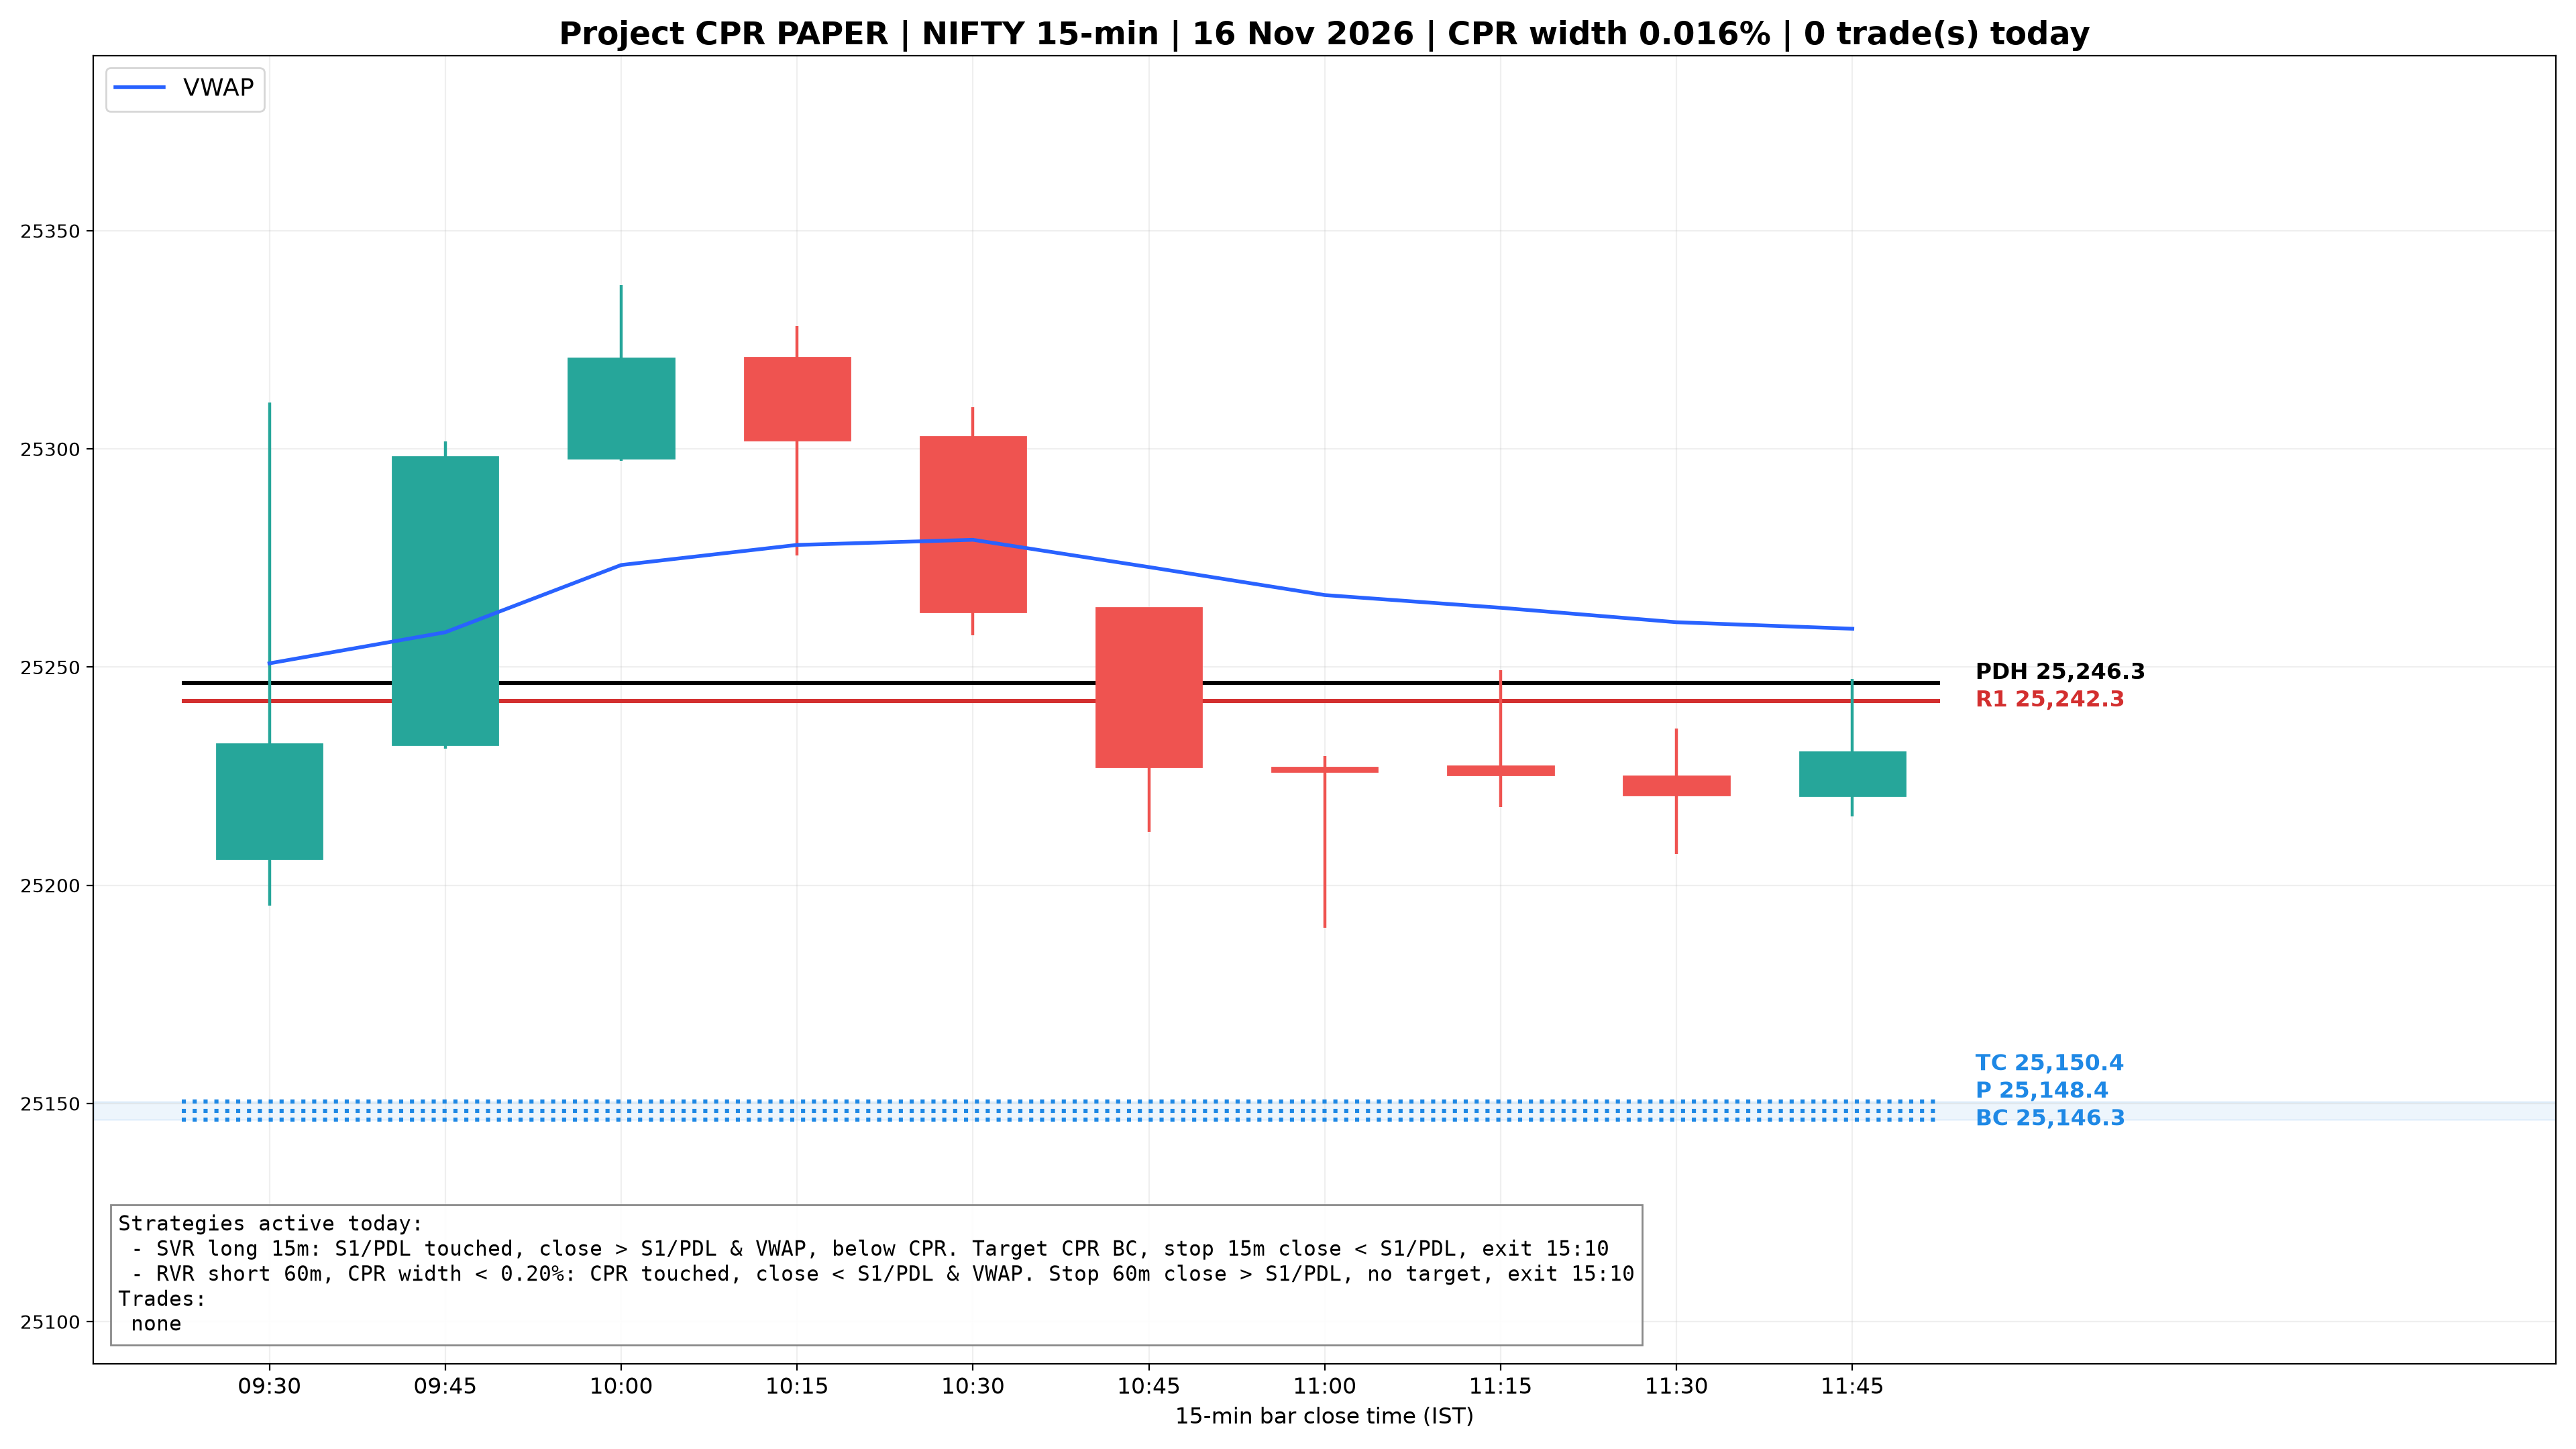 Project CPR PAPER | NIFTY 15-min | 16 Nov 2026 | CPR width 0.016% | 0 trade(s) today
VWAP
25350
25300
25250
25200
25150
25100
PDH 25,246.3
R1 25,242.3
TC 25,150.4
P 25,148.4
BC 25,146.3
Strategies active today:
- SVR long 15m: S1/PDL touched, close > S1/PDL & VWAP, below CPR. Target CPR BC, stop 15m close < S1/PDL, exit 15:10
- RVR short 60m, CPR width < 0.20%: CPR touched, close < S1/PDL & VWAP. Stop 60m close > S1/PDL, no target, exit 15:10
Trades:
none
09:30 09:45 10:00 10:15 10:30 10:45 11:00 11:15 11:30 11:45
15-min bar close time (IST)